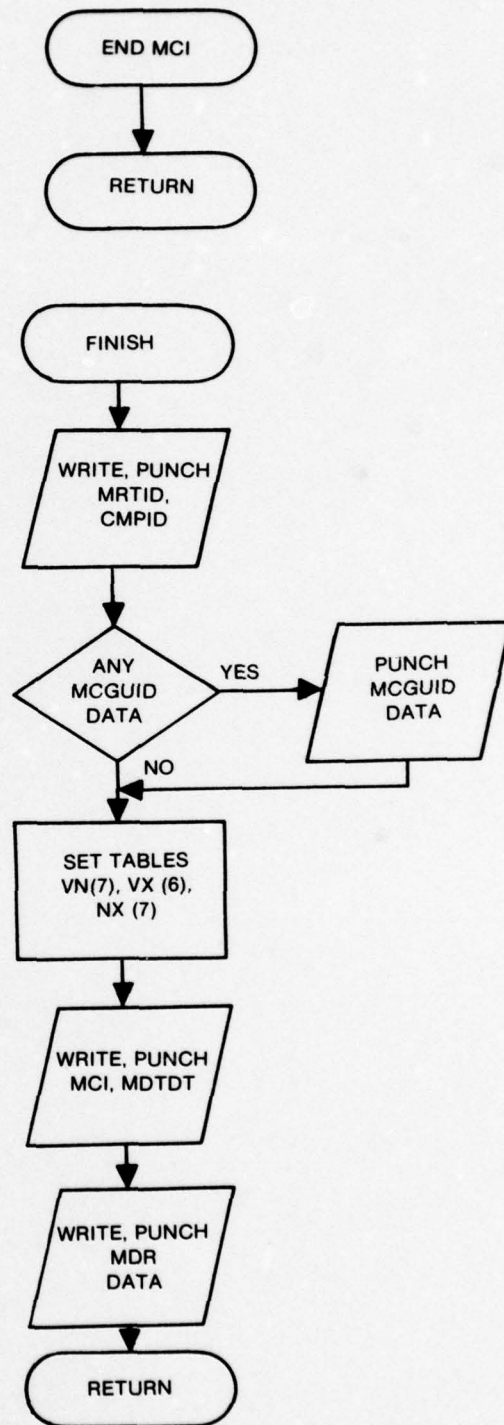 END MCI
RETURN
FINISH
WRITE, PUNCH
MRTID,
CMPID
ANY
MCGUID
DATA
YES
PUNCH
MCGUID
DATA
NO
SET TABLES
VN(7), VX (6),
NX (7)
WRITE, PUNCH
MCI, MDTDT
WRITE, PUNCH
MDR
DATA
RETURN